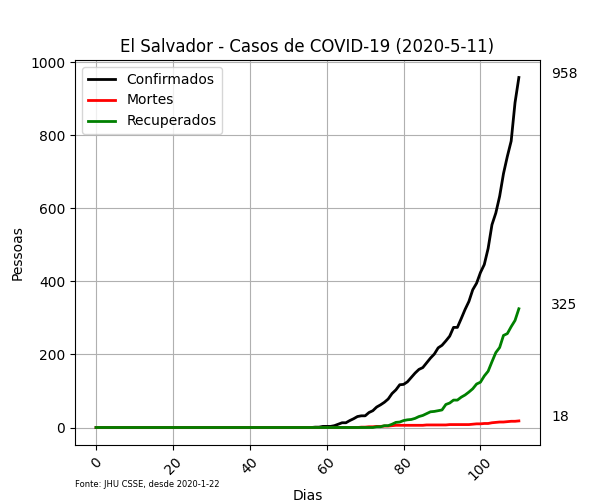 El Salvador - Casos de COVID-19 (2020-5-11)
Confirmados
Mortes
Recuperados
1000
800
600
400
200
0
Pessoas
958
325
18
0
20
40
60
80
100
Fonte: JHU CSSE, desde 2020-1-22
Dias